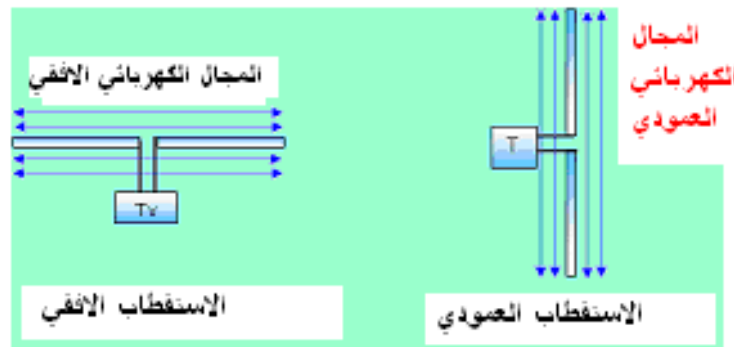 المجال
الكهربائي
العمودي
المجال الكهربائي الافقي
T
TV
الاستقطاب الافقي
الاستقطاب العمودي